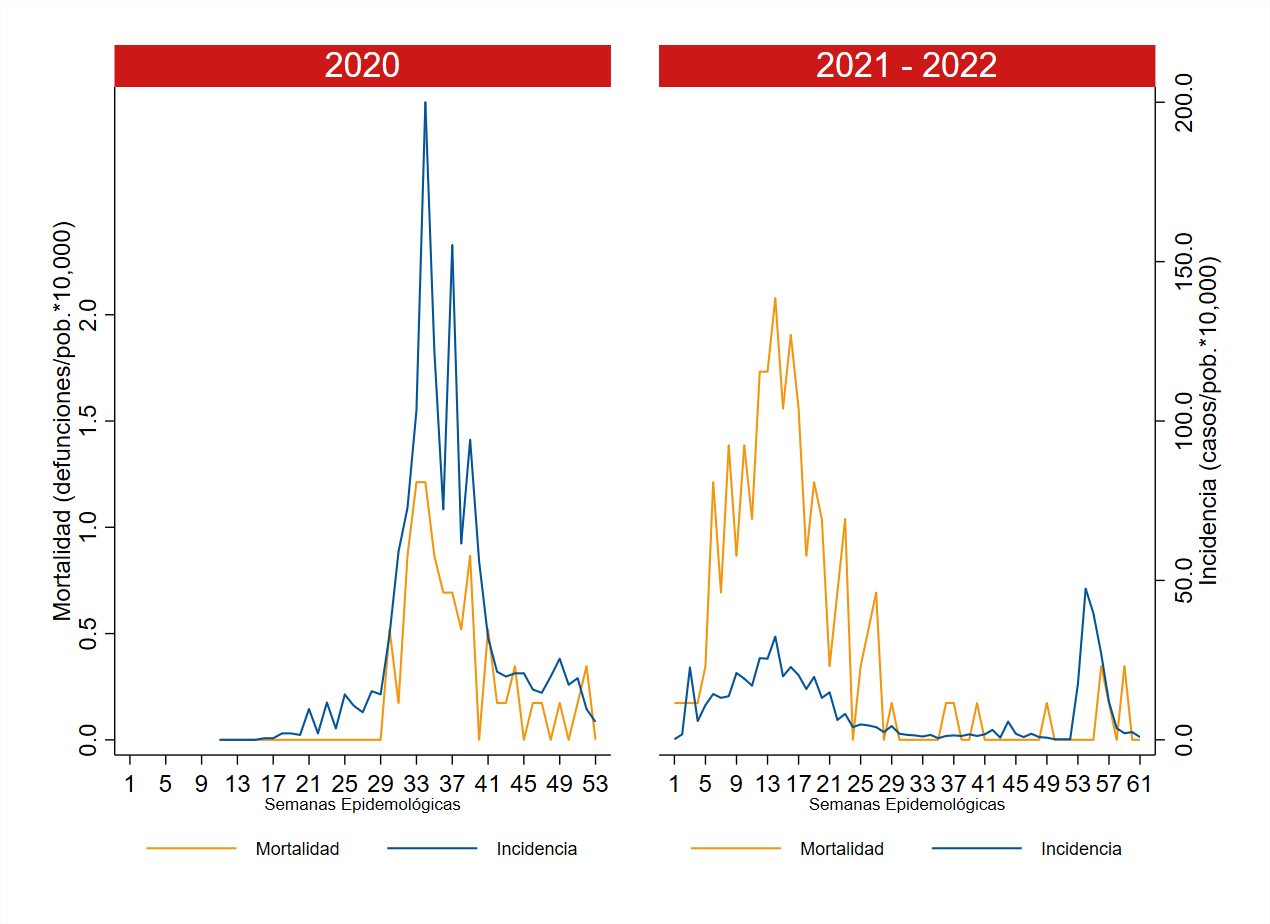 2020
2021 - 2022
Mortalidad (defunciones/pob.*10,000)
0.0 0.5 1.0 1.5 2.0
1 5 9 13 17 21 25 29 33 37 41 45 49 53
Semanas Epidemológicas
Mortalidad Incidencia
1 5 9 13 17 21 25 29 33 37 41 45 49 53 57 61
Semanas Epidemológicas
Mortalidad Incidencia
0.0 50.0 100.0 150.0 200.0
Incidencia (casos/pob.*10,000)